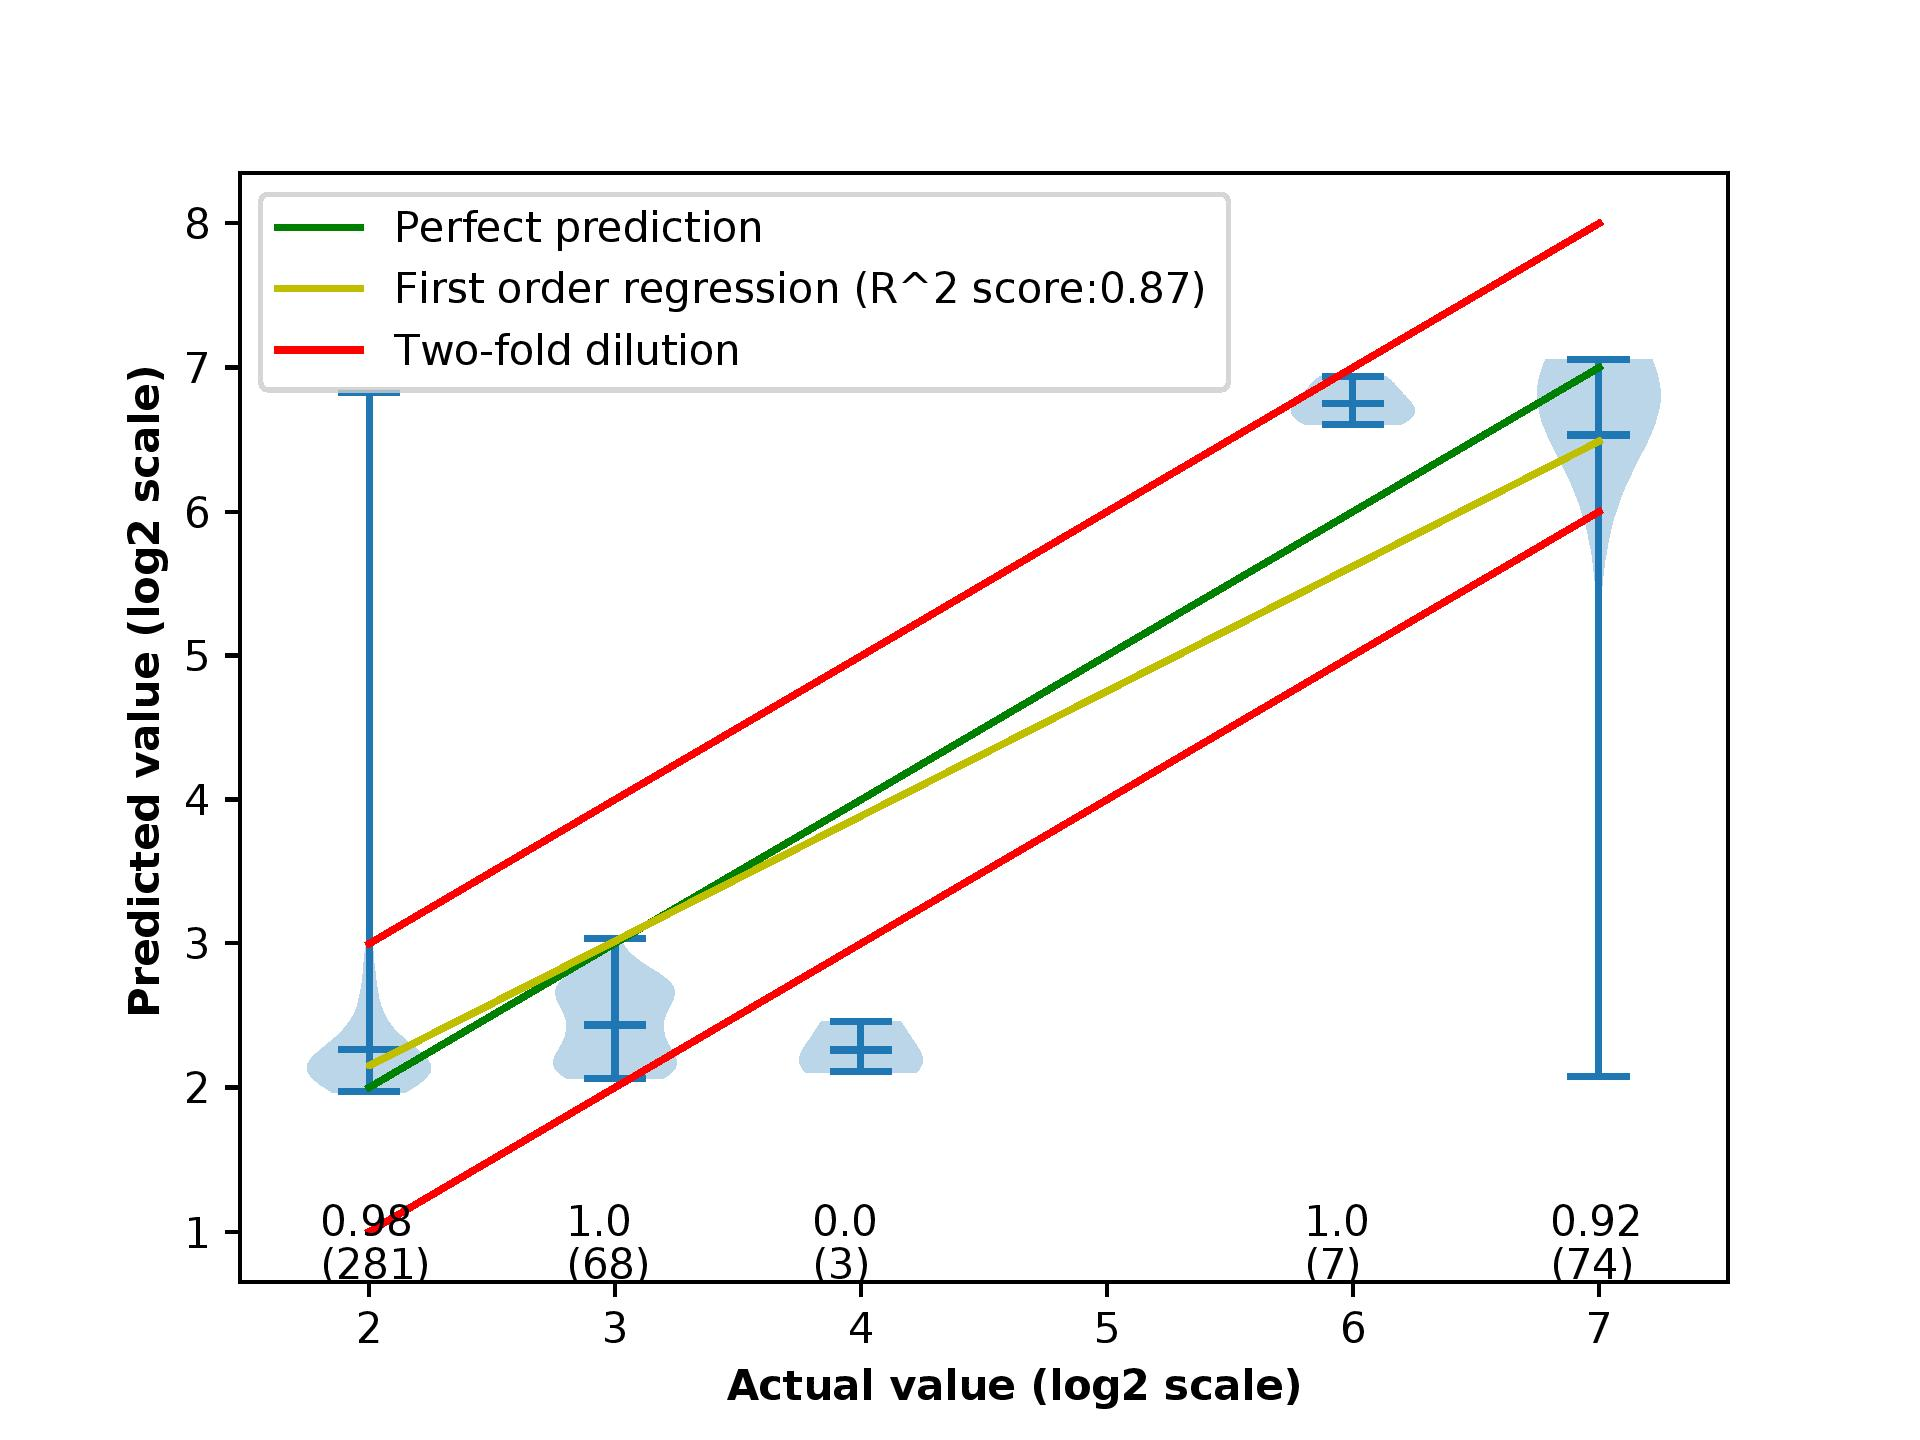 Perfect prediction
First order regression (R^2 score:0.87)
Two-fold dilution
8
7
6
5
4
3
2
1
Predicted value (log2 scale)
0.98 1.0 0.0 1.0 0.92
(281) (68) (3) (7) (74)
2 3 4 5 6 7
Actual value (log2 scale)